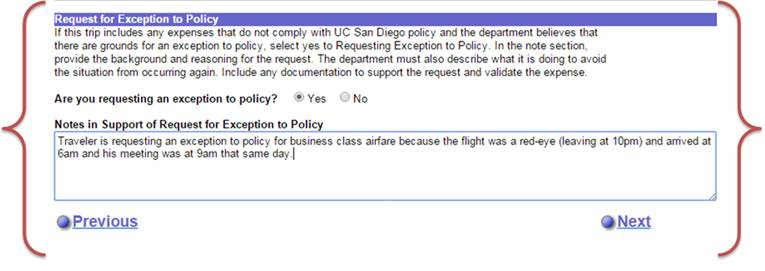 Request for Exception to Policy
If this trip includes any expenses that do not comply with UC San Diego policy and the department believes that
there are grounds for an exception to policy, select yes to Requesting Exception to Policy. In the note section,
provide the background and reasoning for the request. The department must also describe what it is doing to avoid
the situation from occurring again. Include any documentation to support the request and validate the expense.
Are you requesting an exception to policy? Yes No
Notes in Support of Request for Exception to Policy
Traveler is requesting an exception to policy for business class airfare because the flight was a red-eye (leaving at 10pm) and arrived at
6am and his meeting was at 9am that same day.
Previous Next